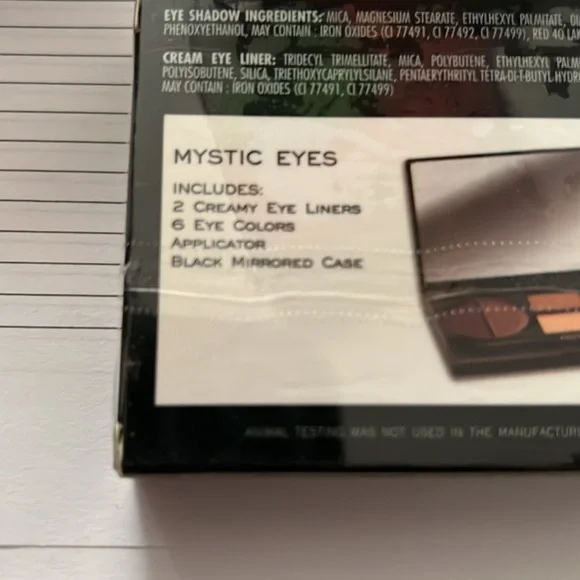 EYE SHADOW INGREDIENTS: MICA, MAGNESIUM STEARATE, ETHYLHEXYL PALMITATE,
PHENOXYETHANOL, MAY CONTAIN : IRON OXIDES (CI 77491, CI 77492, CI 77499), RED 40
CREAM EYE LINER: TRIDECYL TRIMELLITATE, MICA, POLYBUTENE, ETHYLHEXYL
POLYISOBUTENE, SILICA, TRIETHOXYCAPRYLYLSILANE, PENTAERYTHRITYL TETRA-DI-T-BUTYL
MAY CONTAIN : IRON OXIDES (CI 77491, CI 77499)
MYSTIC EYES
INCLUDES:
2 CREAMY EYE LINERS
6 EYE COLORS
APPLICATOR
BLACK MIRRORED CASE
ANIMAL TESTING WAS NOT USED IN THE